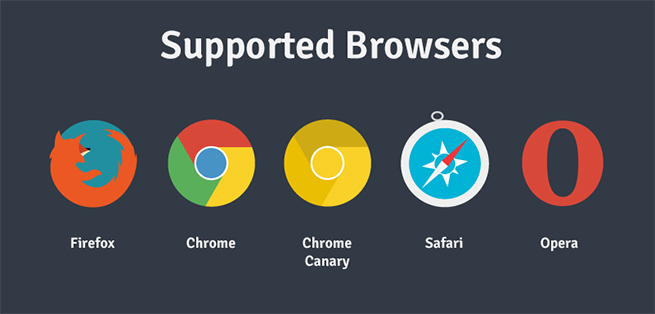 Supported Browsers
Firefox
Chrome
Chrome
Canary
Safari
Opera